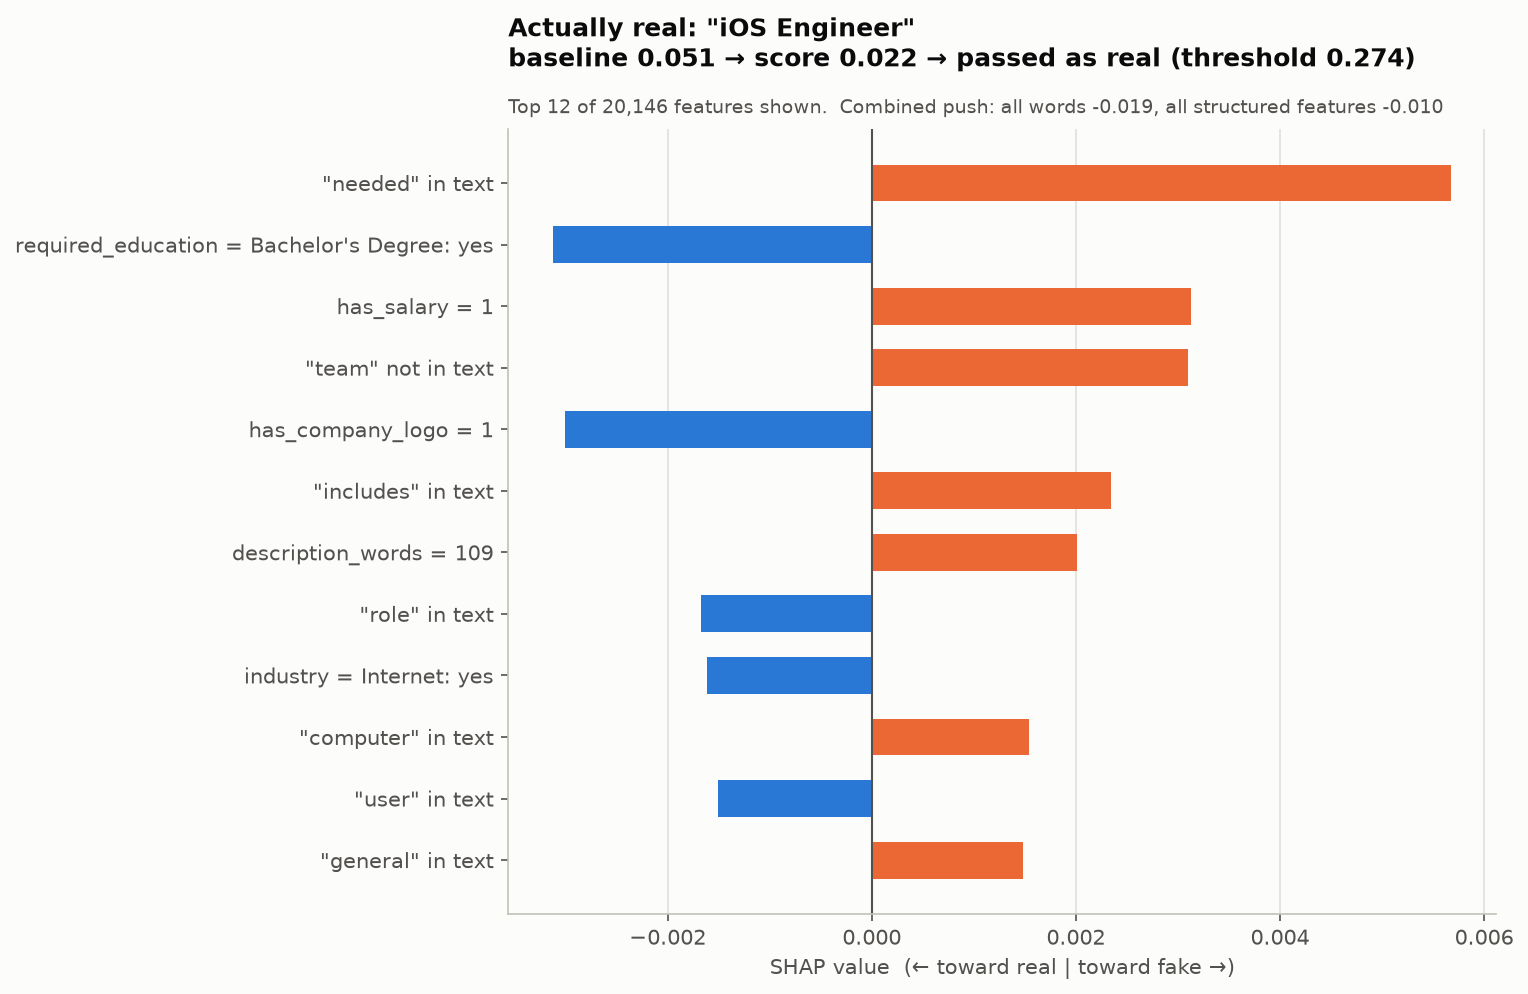 Actually real: "iOS Engineer"
baseline 0.051 → score 0.022 → passed as real (threshold 0.274)
Top 12 of 20,146 features shown.  Combined push: all words -0.019, all structured features -0.010
"needed" in text
required_education = Bachelor's Degree: yes
has_salary = 1
"team" not in text
has_company_logo = 1
"includes" in text
description_words = 109
"role" in text
industry = Internet: yes
"computer" in text
"user" in text
"general" in text
−0.002 0.000 0.002 0.004 0.006
SHAP value  (← toward real | toward fake →)